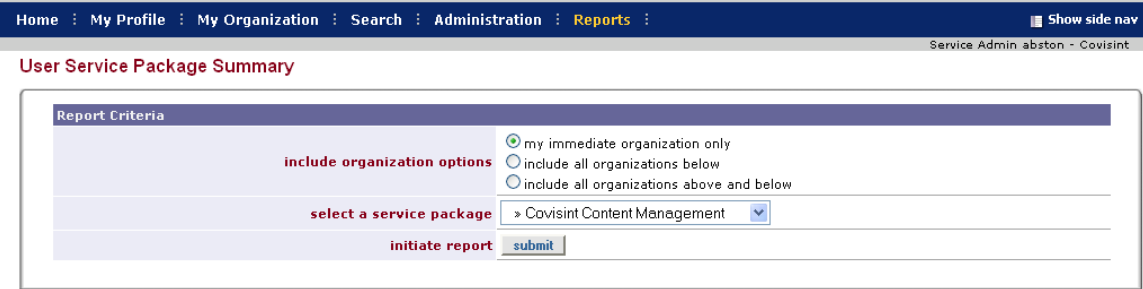 Home : My Profile : My Organization : Search : Administration : Reports : Show side nav
Service Admin abston - Covisint
User Service Package Summary
Report Criteria
include organization options
my immediate organization only
include all organizations below
include all organizations above and below
select a service package » Covisint Content Management
initiate report submit